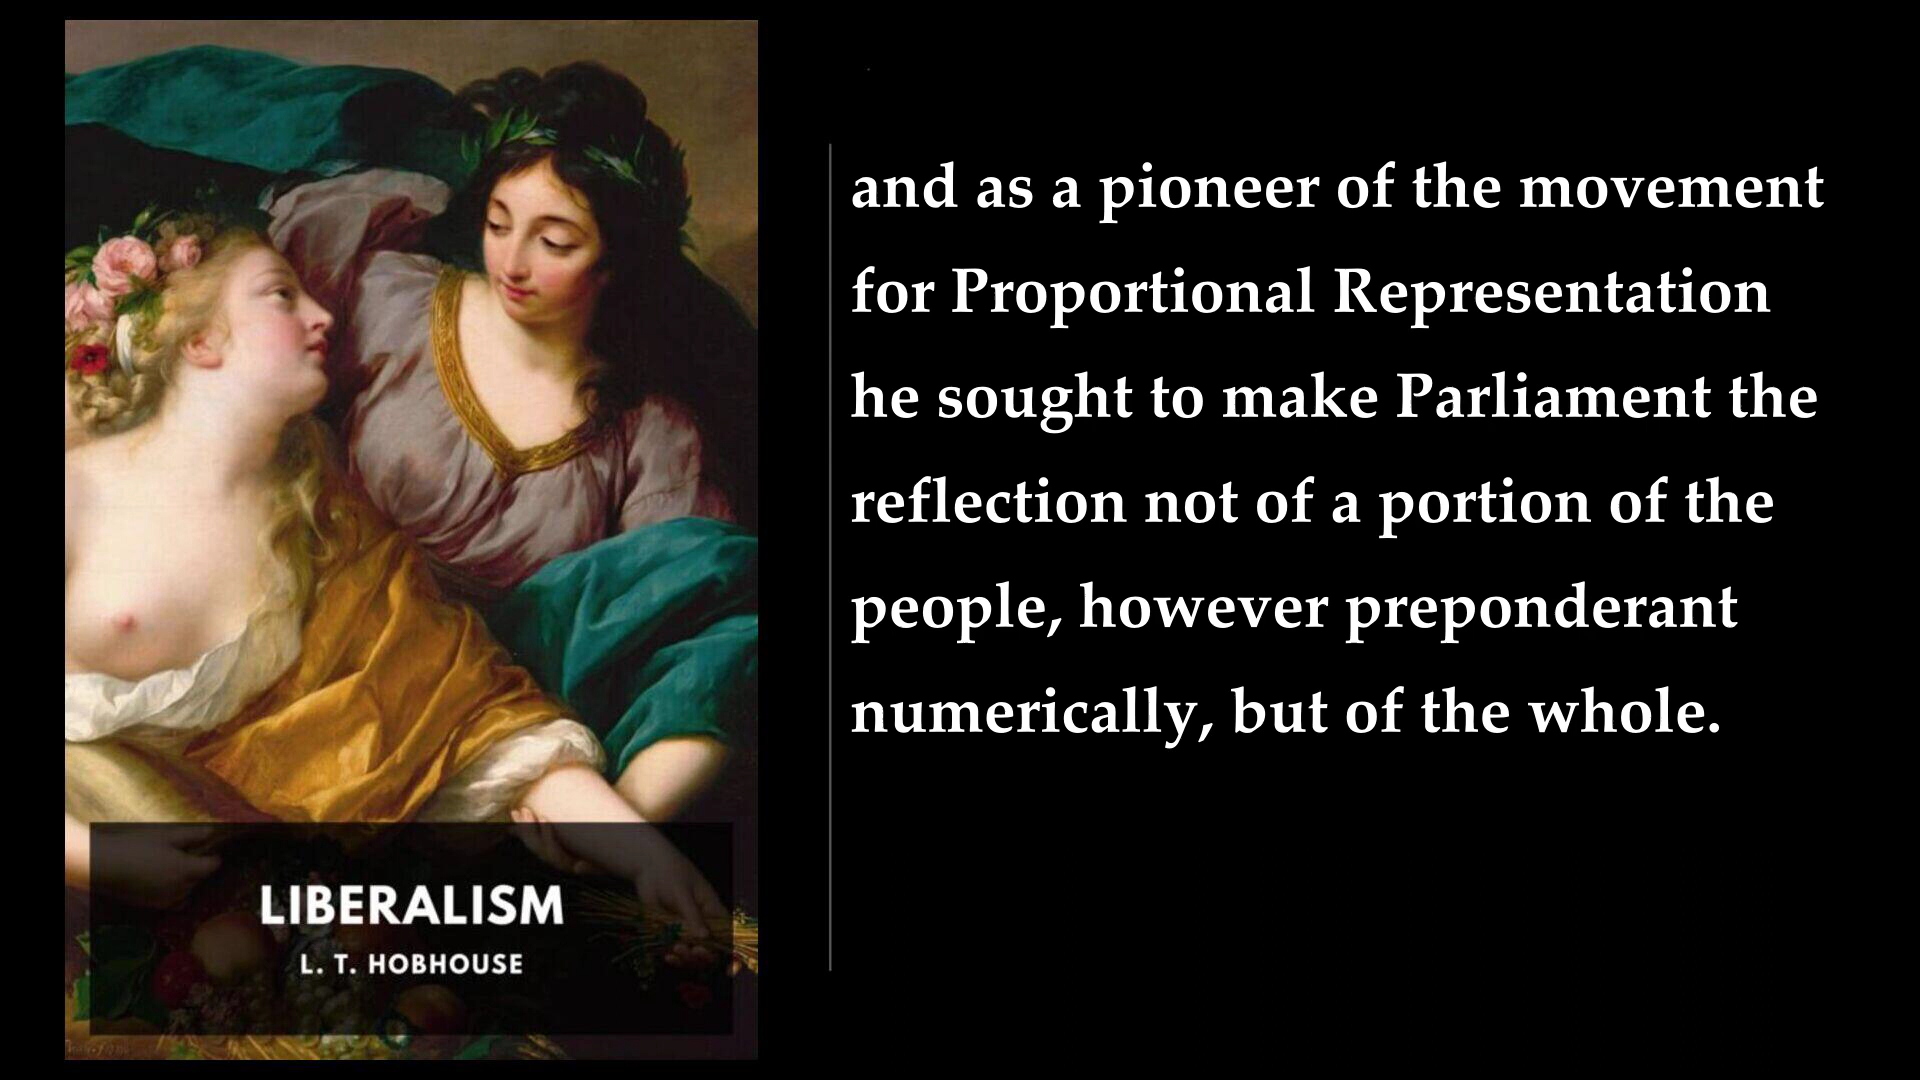 and as a pioneer of the movement
for Proportional Representation
he sought to make Parliament the
reflection not of a portion of the
people, however preponderant
numerically, but of the whole.
LIBERALISM
L. T. HOBHOUSE